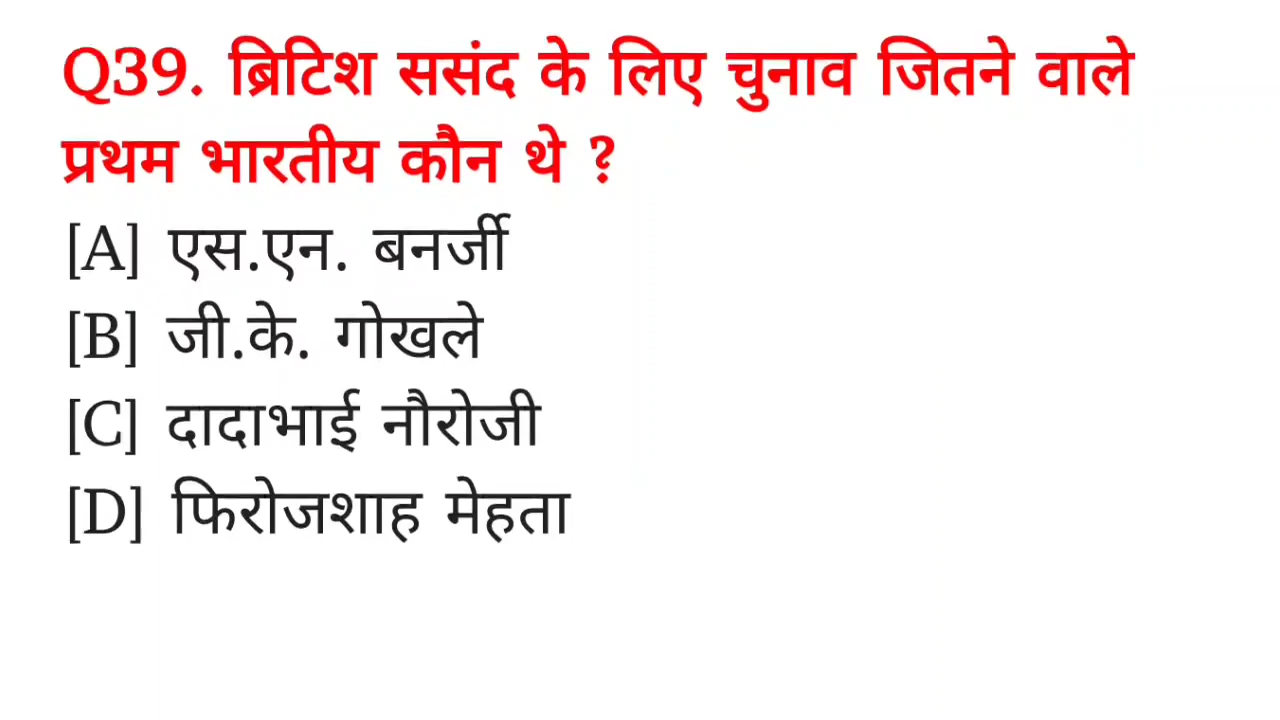 Q39. ब्रिटिश ससंद के लिए चुनाव जितने वाले
प्रथम भारतीय कौन थे ?
[A] एस.एन. बनर्जी
[B] जी.के. गोखले
[C] दादाभाई नौरोजी
[D] फिरोजशाह मेहता